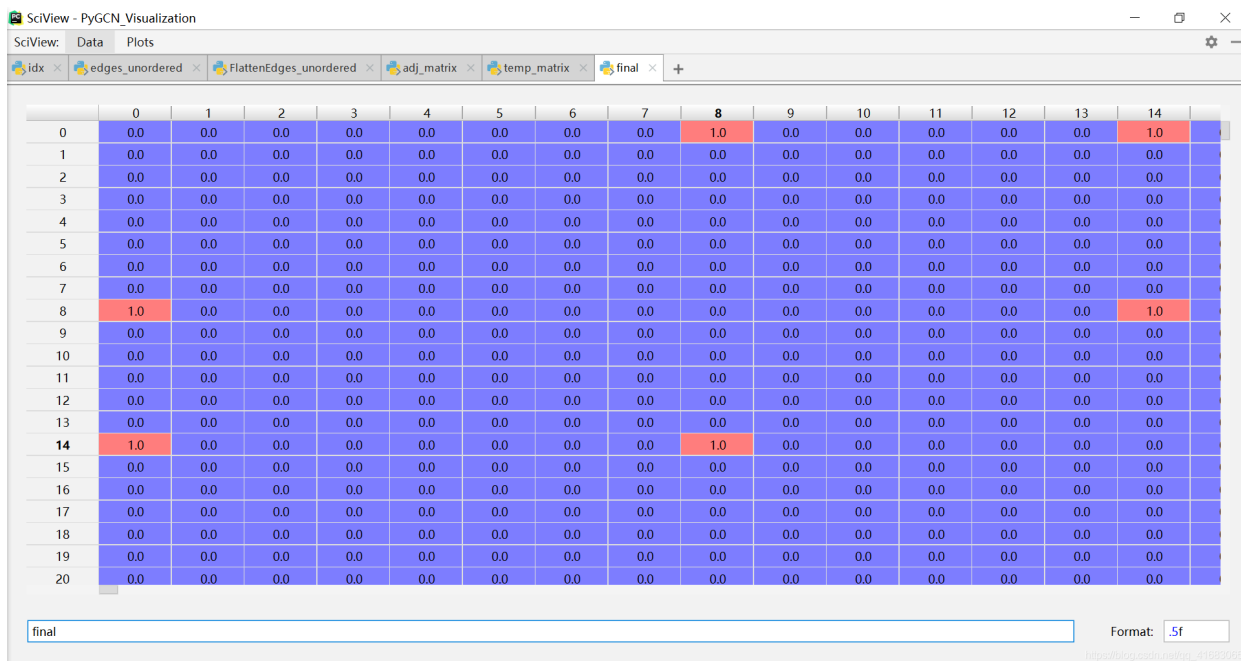 SciView - PyGCN_Visualization
SciView: Data Plots
idx edges_unordered FlattenEdges_unordered adj_matrix temp_matrix final
0 1 2 3 4 5 6 7 8 9 10 11 12 13 14
0 0.0 0.0 0.0 0.0 0.0 0.0 0.0 0.0 1.0 0.0 0.0 0.0 0.0 0.0 1.0
1 0.0 0.0 0.0 0.0 0.0 0.0 0.0 0.0 0.0 0.0 0.0 0.0 0.0 0.0 0.0
2 0.0 0.0 0.0 0.0 0.0 0.0 0.0 0.0 0.0 0.0 0.0 0.0 0.0 0.0 0.0
3 0.0 0.0 0.0 0.0 0.0 0.0 0.0 0.0 0.0 0.0 0.0 0.0 0.0 0.0 0.0
4 0.0 0.0 0.0 0.0 0.0 0.0 0.0 0.0 0.0 0.0 0.0 0.0 0.0 0.0 0.0
5 0.0 0.0 0.0 0.0 0.0 0.0 0.0 0.0 0.0 0.0 0.0 0.0 0.0 0.0 0.0
6 0.0 0.0 0.0 0.0 0.0 0.0 0.0 0.0 0.0 0.0 0.0 0.0 0.0 0.0 0.0
7 0.0 0.0 0.0 0.0 0.0 0.0 0.0 0.0 0.0 0.0 0.0 0.0 0.0 0.0 0.0
8 1.0 0.0 0.0 0.0 0.0 0.0 0.0 0.0 0.0 0.0 0.0 0.0 0.0 0.0 1.0
9 0.0 0.0 0.0 0.0 0.0 0.0 0.0 0.0 0.0 0.0 0.0 0.0 0.0 0.0 0.0
10 0.0 0.0 0.0 0.0 0.0 0.0 0.0 0.0 0.0 0.0 0.0 0.0 0.0 0.0 0.0
11 0.0 0.0 0.0 0.0 0.0 0.0 0.0 0.0 0.0 0.0 0.0 0.0 0.0 0.0 0.0
12 0.0 0.0 0.0 0.0 0.0 0.0 0.0 0.0 0.0 0.0 0.0 0.0 0.0 0.0 0.0
13 0.0 0.0 0.0 0.0 0.0 0.0 0.0 0.0 0.0 0.0 0.0 0.0 0.0 0.0 0.0
14 1.0 0.0 0.0 0.0 0.0 0.0 0.0 0.0 1.0 0.0 0.0 0.0 0.0 0.0 0.0
15 0.0 0.0 0.0 0.0 0.0 0.0 0.0 0.0 0.0 0.0 0.0 0.0 0.0 0.0 0.0
16 0.0 0.0 0.0 0.0 0.0 0.0 0.0 0.0 0.0 0.0 0.0 0.0 0.0 0.0 0.0
17 0.0 0.0 0.0 0.0 0.0 0.0 0.0 0.0 0.0 0.0 0.0 0.0 0.0 0.0 0.0
18 0.0 0.0 0.0 0.0 0.0 0.0 0.0 0.0 0.0 0.0 0.0 0.0 0.0 0.0 0.0
19 0.0 0.0 0.0 0.0 0.0 0.0 0.0 0.0 0.0 0.0 0.0 0.0 0.0 0.0 0.0
20 0.0 0.0 0.0 0.0 0.0 0.0 0.0 0.0 0.0 0.0 0.0 0.0 0.0 0.0 0.0
final Format: .5f